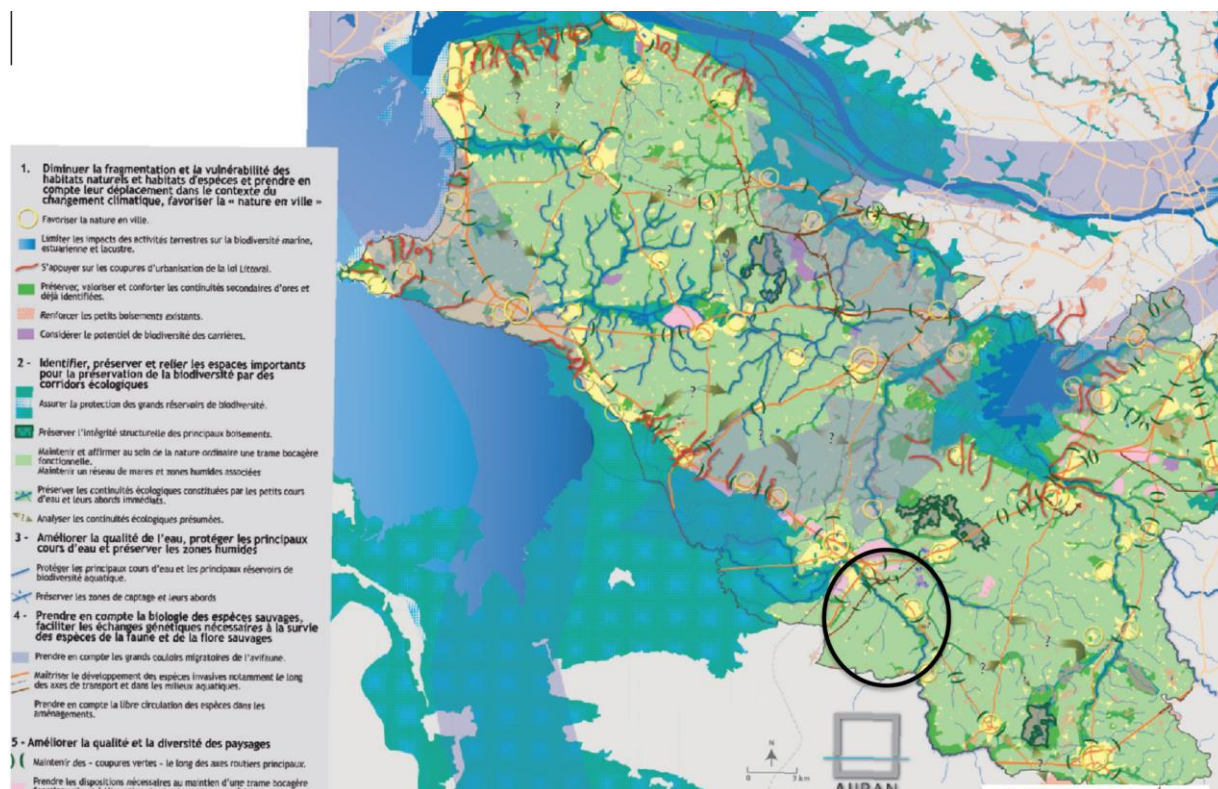 1. Diminuer la fragmentation et la vulnérabilité des
habitats naturels et habitats d'espèces et prendre en
compte leur déplacement dans le contexte du
changement climatique, favoriser la « nature en ville »
Favoriser la nature en ville.
Limiter les impacts des activités terrestres sur la biodiversité marine,
estuarienne et lacustre.
S'appuyer sur les coupures d'urbanisation de la loi Littoral.
Préserver, valoriser et conforter les continuités secondaires d'ores et
déjà identifiées.
Renforcer les petits boisements existants.
Considérer le potentiel de biodiversité des carrières.
2 - Identifier, préserver et relier les espaces importants
pour la préservation de la biodiversité par des
corridors écologiques
Assurer la protection des grands réservoirs de biodiversité.
Préserver l'intégrité structurelle des principaux boisements.
Maintenir et affirmer au sein de la nature ordinaire une trame bocagère
fonctionnelle.
Maintenir un réseau de mares et zones humides associées
Préserver les continuités écologiques constituées par les petits cours
d'eau et leurs abords immédiats.
Analyser les continuités écologiques présumées.
3 - Améliorer la qualité de l'eau, protéger les principaux
cours d'eau et préserver les zones humides
Protéger les principaux cours d'eau et les principaux réservoirs de
biodiversité aquatique.
Préserver les zones de captage et leurs abords
4 - Prendre en compte la biologie des espèces sauvages,
faciliter les échanges génétiques nécessaires à la survie
des espèces de la faune et de la flore sauvages
Prendre en compte les grands couloirs migratoires de l'avifaune.
Maîtriser le développement des espèces invasives notamment le long
des axes de transport et dans les milieux aquatiques.
Prendre en compte la libre circulation des espèces dans les
aménagements.
5 - Améliorer la qualité et la diversité des paysages
Maintenir des « coupures vertes » le long des axes routiers principaux.
Prendre les dispositions nécessaires au maintien d'une trame bocagère
N
3 km
AURAN